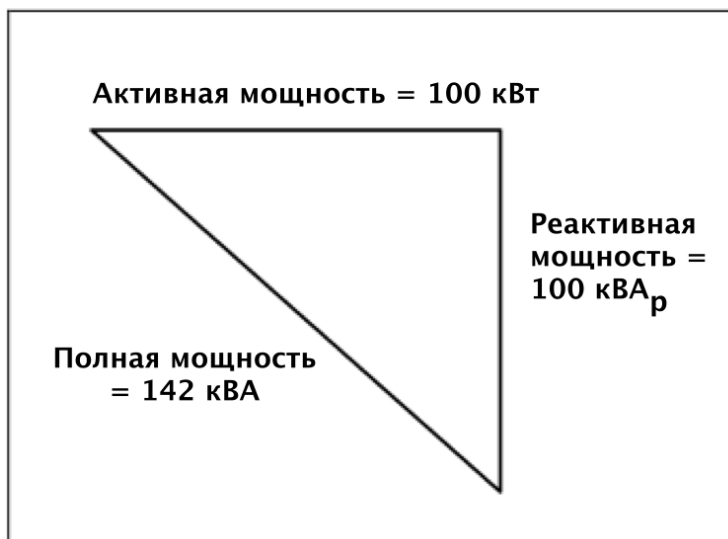 Активная мощность = 100 кВт
Реактивная
мощность =
100 кВАр
Полная мощность
= 142 кВА